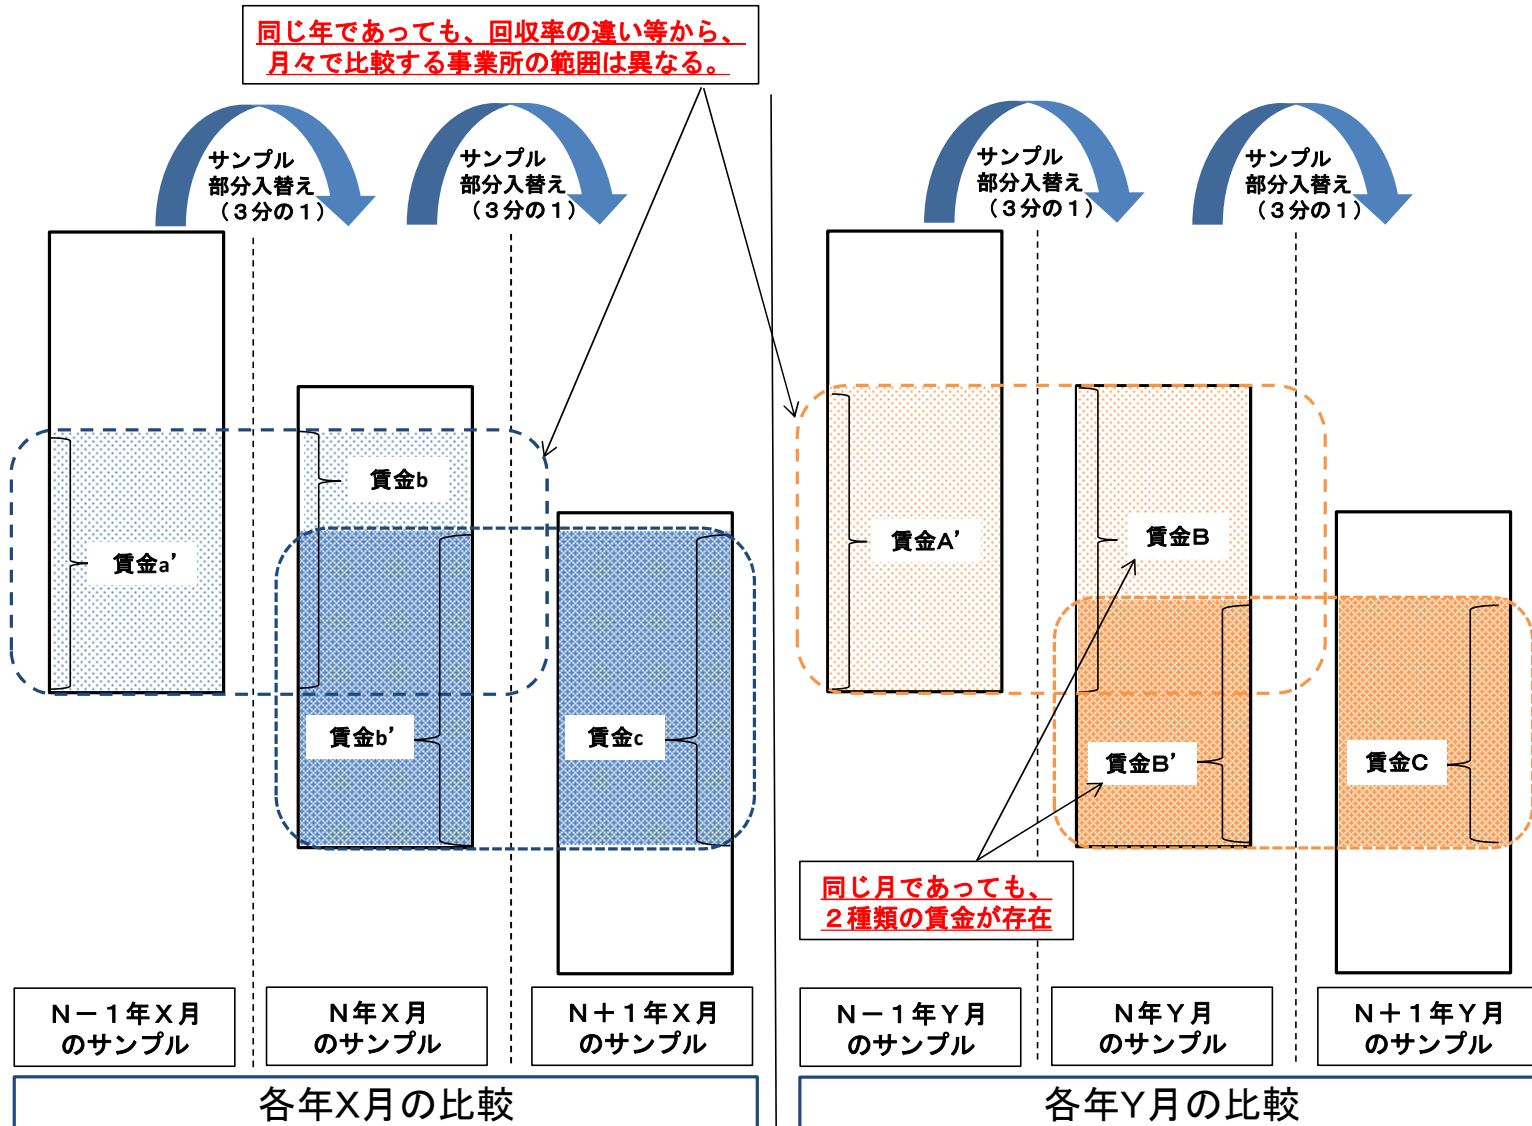 同じ年であっても、回収率の違い等から、
月々で比較する事業所の範囲は異なる。
サンプル
部分入替え
（３分の１）
サンプル
部分入替え
（３分の１）
サンプル
部分入替え
（３分の１）
サンプル
部分入替え
（３分の１）
賃金a’
賃金b
賃金b’
賃金c
賃金A’
賃金B
賃金B’
賃金C
同じ月であっても、
２種類の賃金が存在
Ｎ－１年Ｘ月
のサンプル
Ｎ年Ｘ月
のサンプル
Ｎ＋１年Ｘ月
のサンプル
Ｎ－１年Ｙ月
のサンプル
Ｎ年Ｙ月
のサンプル
Ｎ＋１年Ｙ月
のサンプル
各年X月の比較
各年Y月の比較